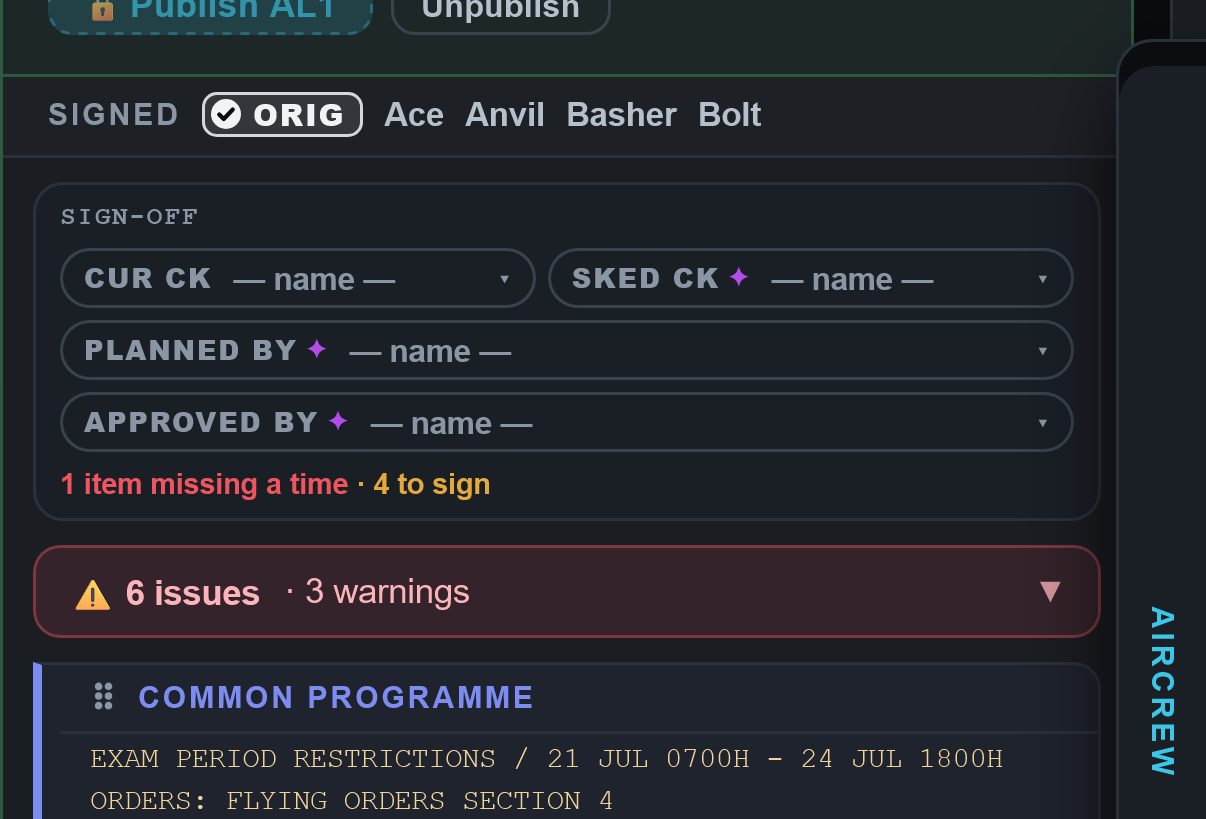 Publish AL1 Unpublish
SIGNED ORIG Ace Anvil Basher Bolt
SIGN-OFF
CUR CK — name — SKED CK — name —
PLANNED BY — name —
APPROVED BY — name —
1 item missing a time · 4 to sign
6 issues · 3 warnings
COMMON PROGRAMME
EXAM PERIOD RESTRICTIONS / 21 JUL 0700H - 24 JUL 1800H
ORDERS: FLYING ORDERS SECTION 4
AIRCREW